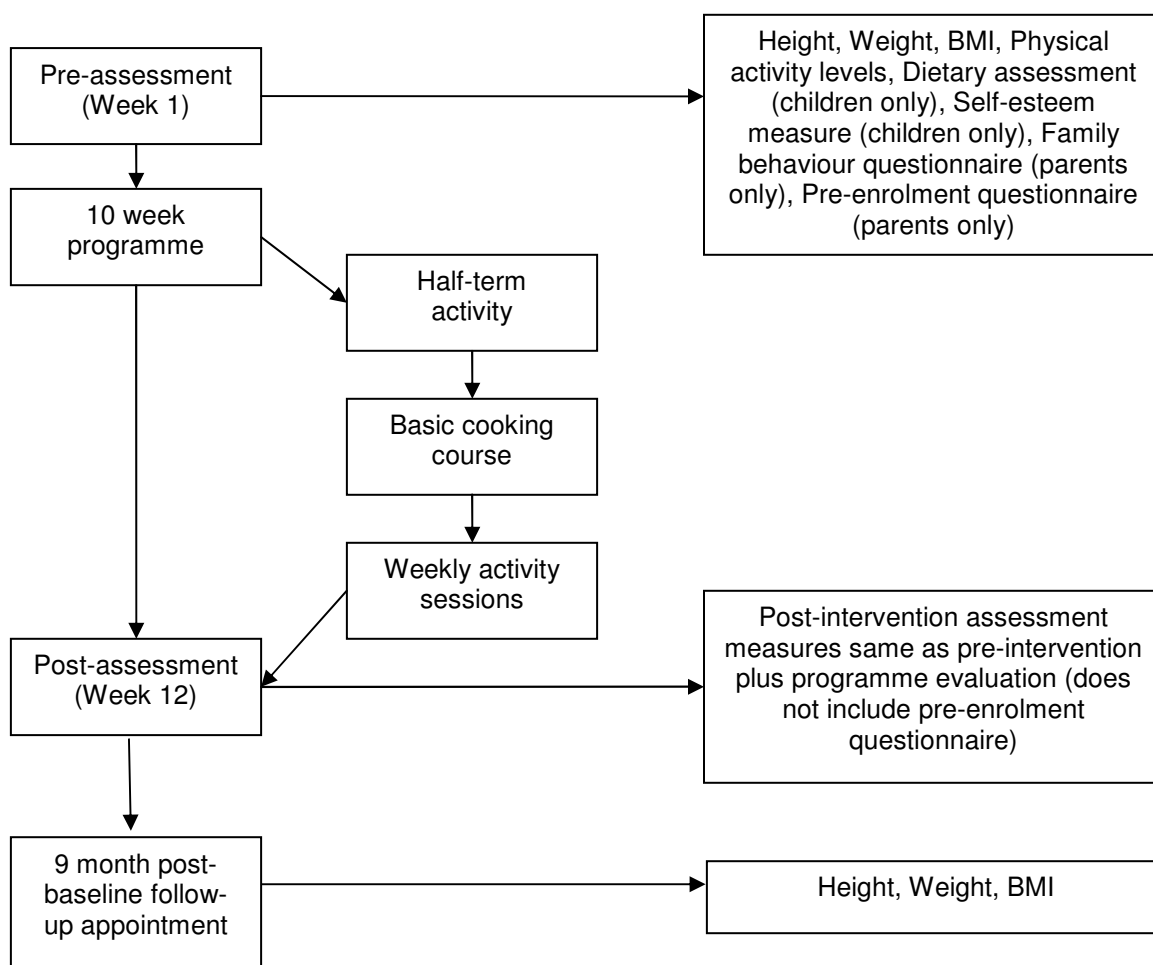 Pre-assessment
(Week 1)
Height, Weight, BMI, Physical
activity levels, Dietary assessment
(children only), Self-esteem
measure (children only), Family
behaviour questionnaire (parents
only), Pre-enrolment questionnaire
(parents only)
10 week
programme
Half-term
activity
Basic cooking
course
Weekly activity
sessions
Post-assessment
(Week 12)
Post-intervention assessment
measures same as pre-intervention
plus programme evaluation (does
not include pre-enrolment
questionnaire)
9 month post-
baseline follow-
up appointment
Height, Weight, BMI